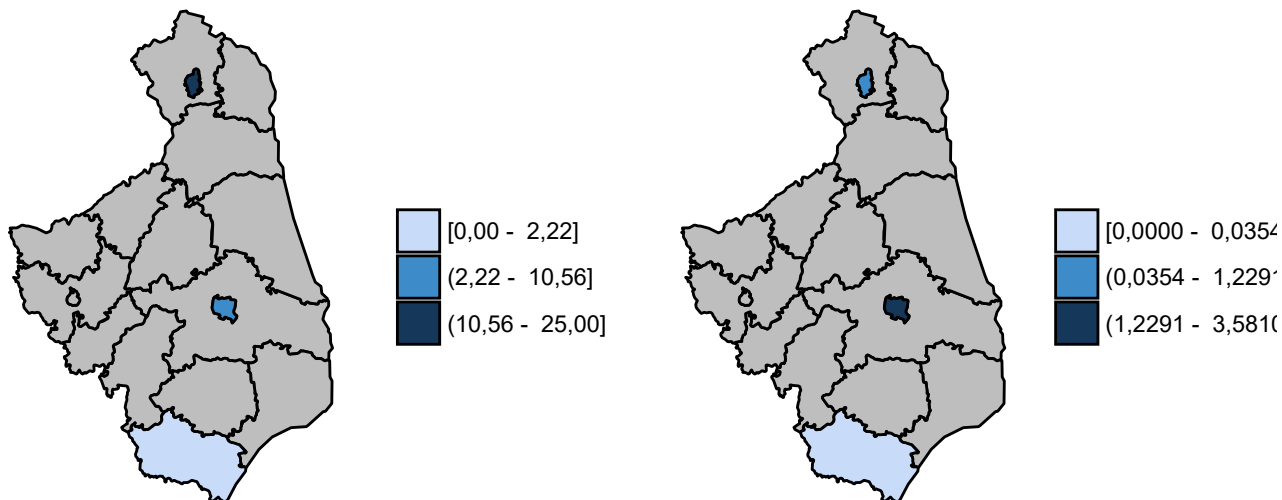 [0,00 - 2,22]
(2,22 - 10,56]
(10,56 - 25,00]
[0,0000 - 0,0354
(0,0354 - 1,2291
(1,2291 - 3,5810